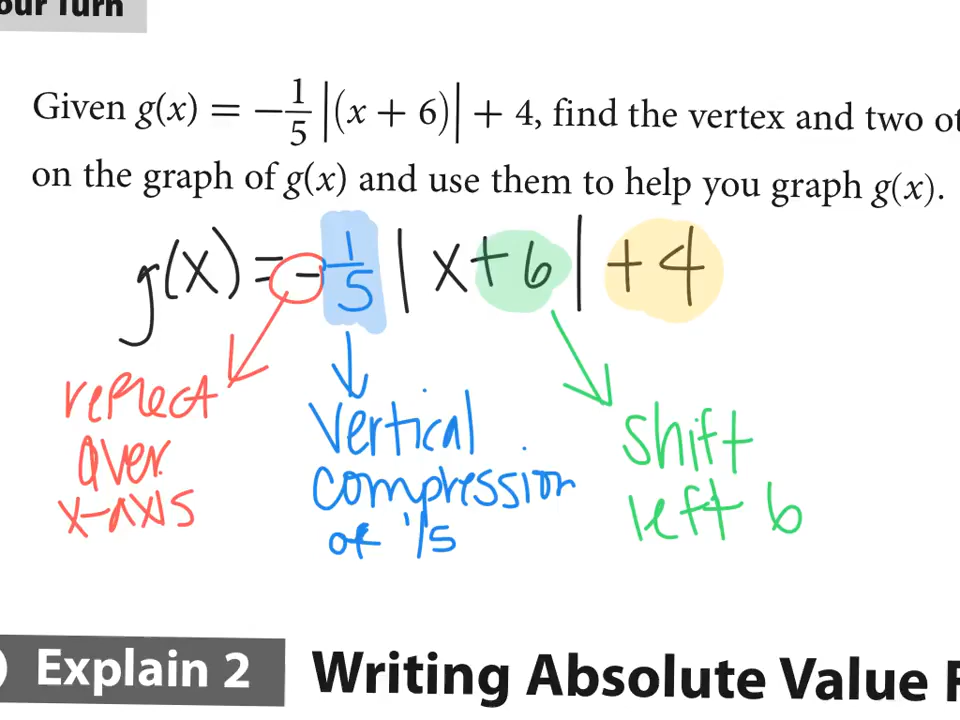 our Turn
Given g(x) = −1/5 |(x + 6)| + 4, find the vertex and two ot
on the graph of g(x) and use them to help you graph g(x).
g(x) = -1/5 | x+6 | +4
reflect
over
x-axis
Vertical
compression
of 1/5
shift
left 6
Explain 2
Writing Absolute Value F